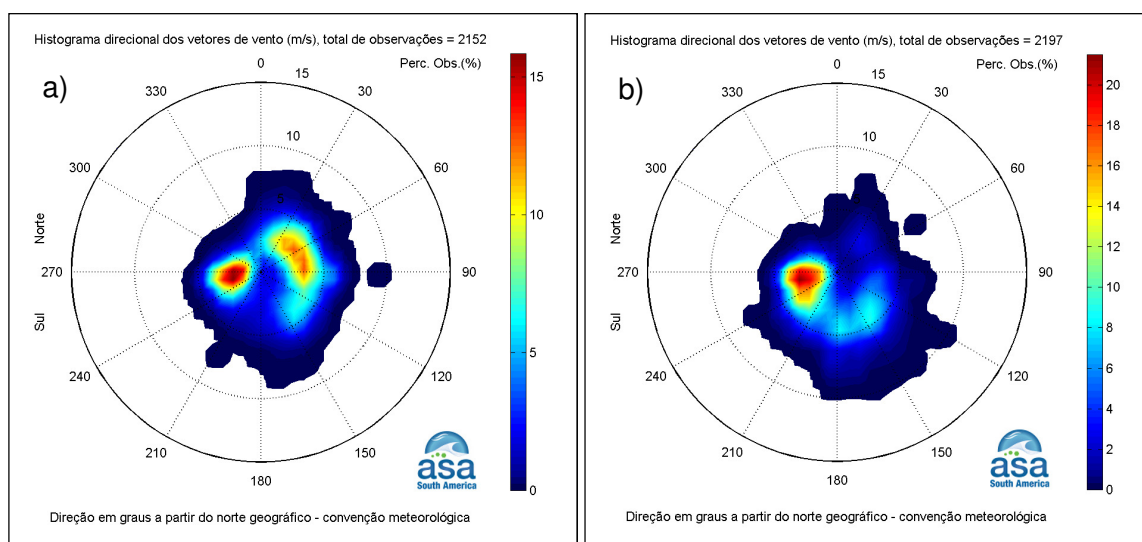 Histograma direcional dos vetores de vento (m/s), total de observações = 2152
Perc. Obs.(%)
a)
0
15
30
60
90
120
150
180
210
240
270
300
330
10
5
Norte
Sul
15
10
5
0
asa
South America
Direção em graus a partir do norte geográfico - convenção meteorológica
Histograma direcional dos vetores de vento (m/s), total de observações = 2197
Perc. Obs.(%)
b)
0
15
30
60
90
120
150
180
210
240
270
300
330
10
5
Norte
Sul
20
18
16
14
12
10
8
6
4
2
0
asa
South America
Direção em graus a partir do norte geográfico - convenção meteorológica